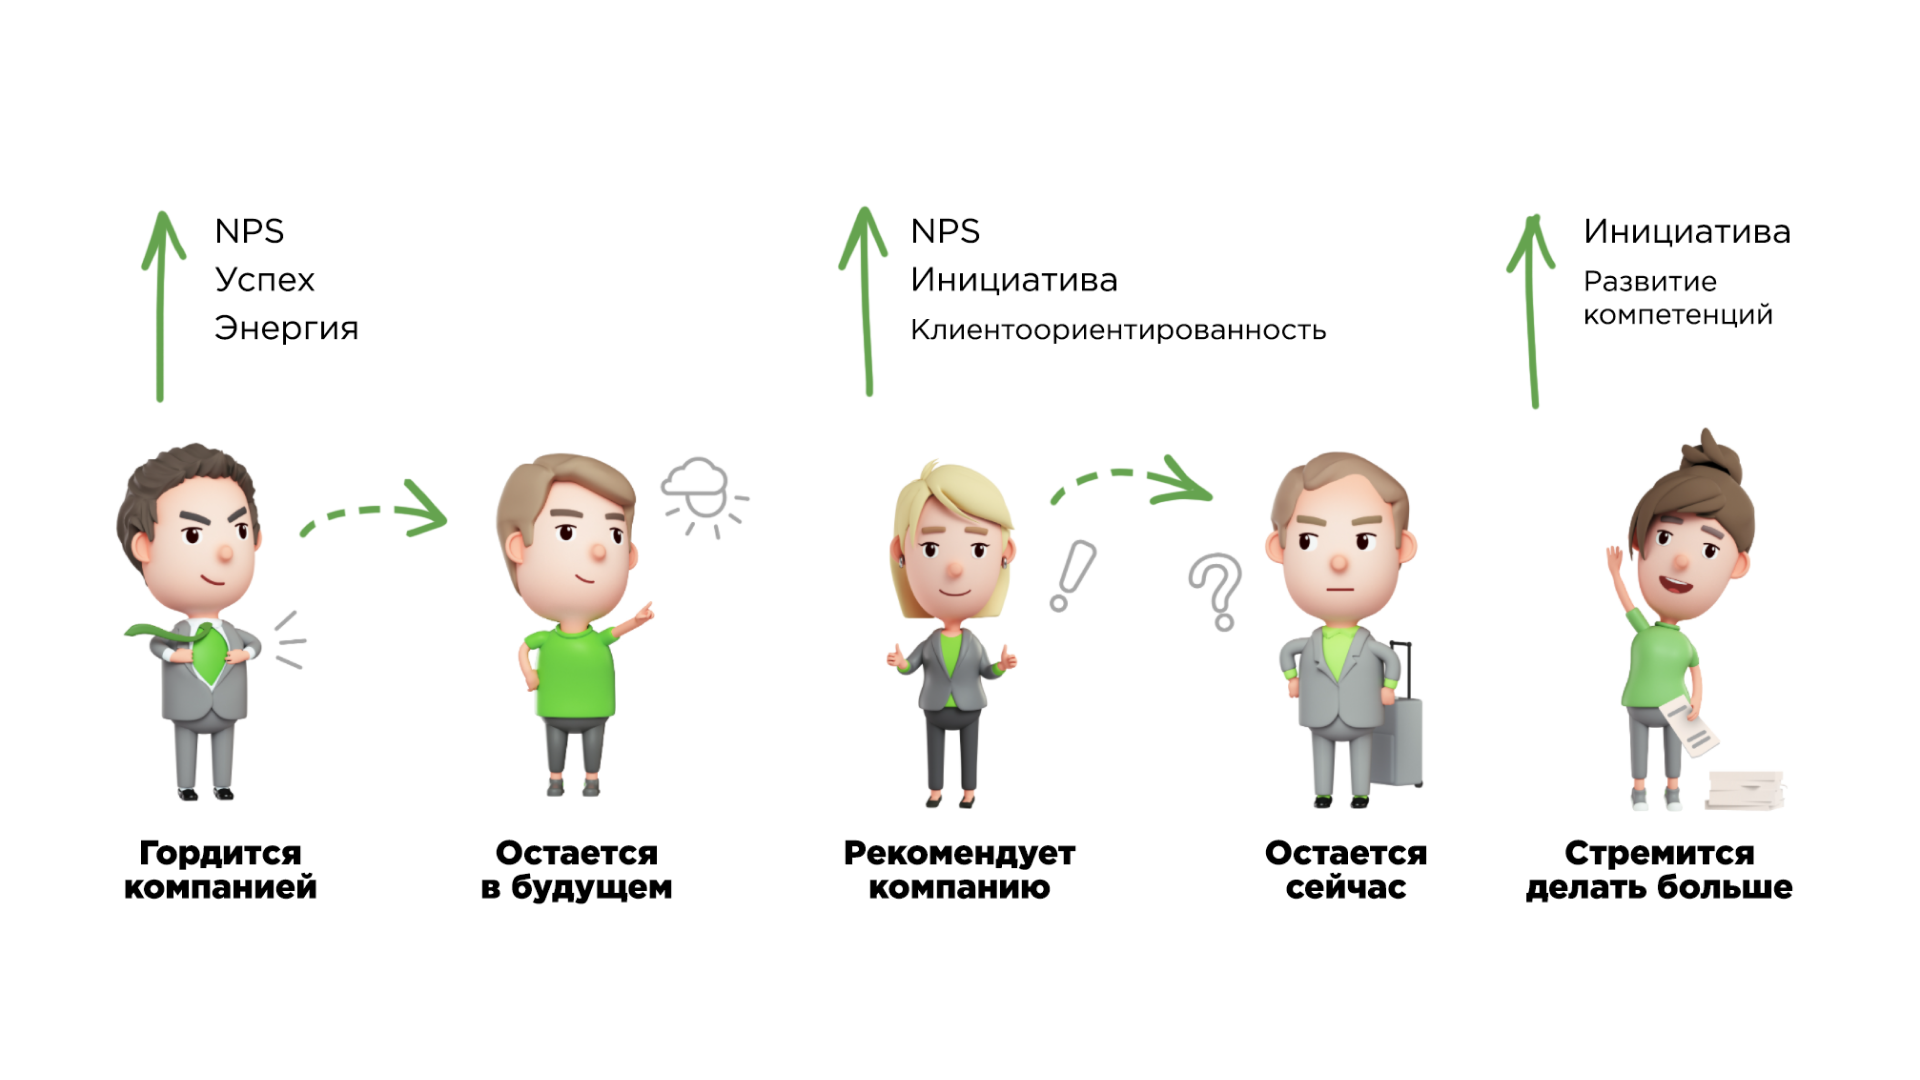 NPS
Успех
Энергия
NPS
Инициатива
Клиентоориентированность
Инициатива
Развитие
компетенций
Гордится
компанией
Остается
в будущем
Рекомендует
компанию
Остается
сейчас
Стремится
делать больше